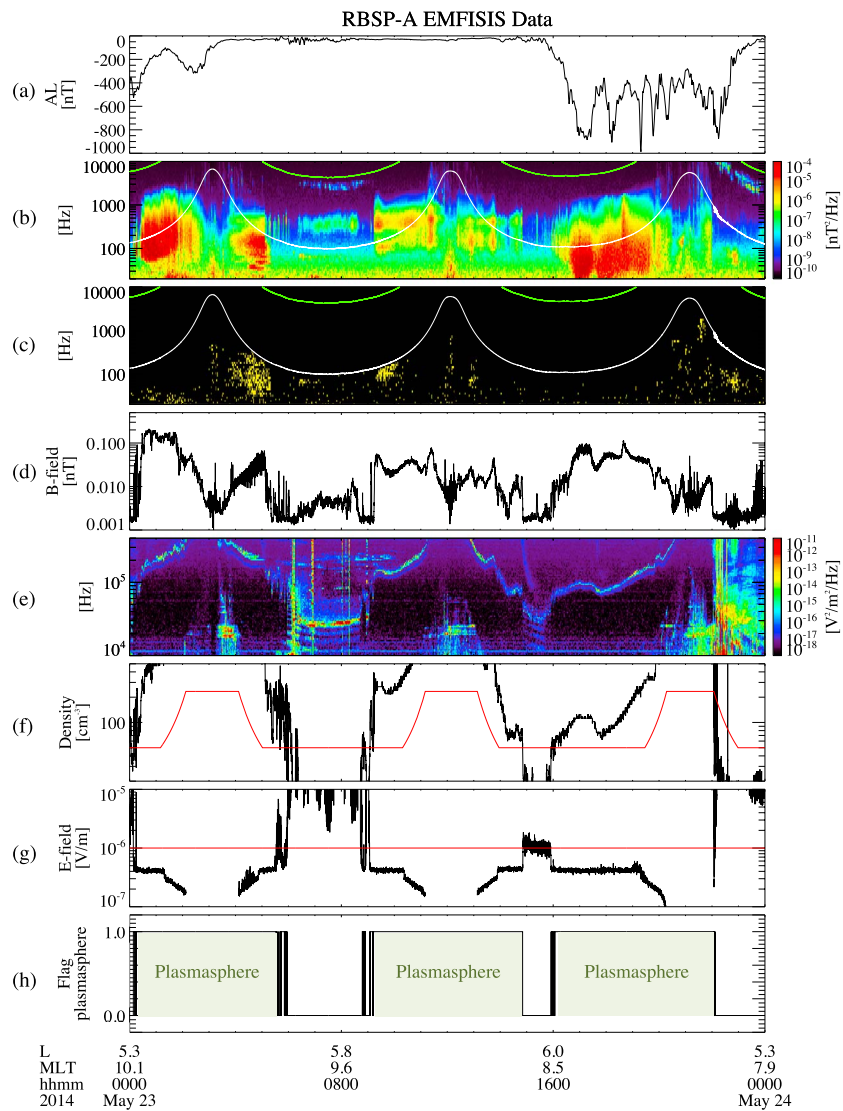 RBSP-A EMFISIS Data
(a)
AL
[nT]
0
-200
-400
-600
-800
-1000
(b)
[Hz]
10000
1000
100
10⁻⁴
10⁻⁵
10⁻⁶
10⁻⁷
10⁻⁸
10⁻⁹
10⁻¹⁰
[nT²/Hz]
(c)
[Hz]
10000
1000
100
(d)
B-field
[nT]
0.100
0.010
0.001
(e)
[Hz]
10⁵
10⁴
10⁻¹¹
10⁻¹²
10⁻¹³
10⁻¹⁴
10⁻¹⁵
10⁻¹⁶
10⁻¹⁷
10⁻¹⁸
[V²/m²/Hz]
(f)
Density
[cm⁻³]
100
(g)
E-field
[V/m]
10⁻⁵
10⁻⁶
10⁻⁷
(h)
Flag
plasmasphere
1.0
0.0
Plasmasphere Plasmasphere Plasmasphere
L 5.3 5.8 6.0 5.3
MLT 10.1 9.6 8.5 7.9
hhmm 0000 0800 1600 0000
2014 May 23 May 24